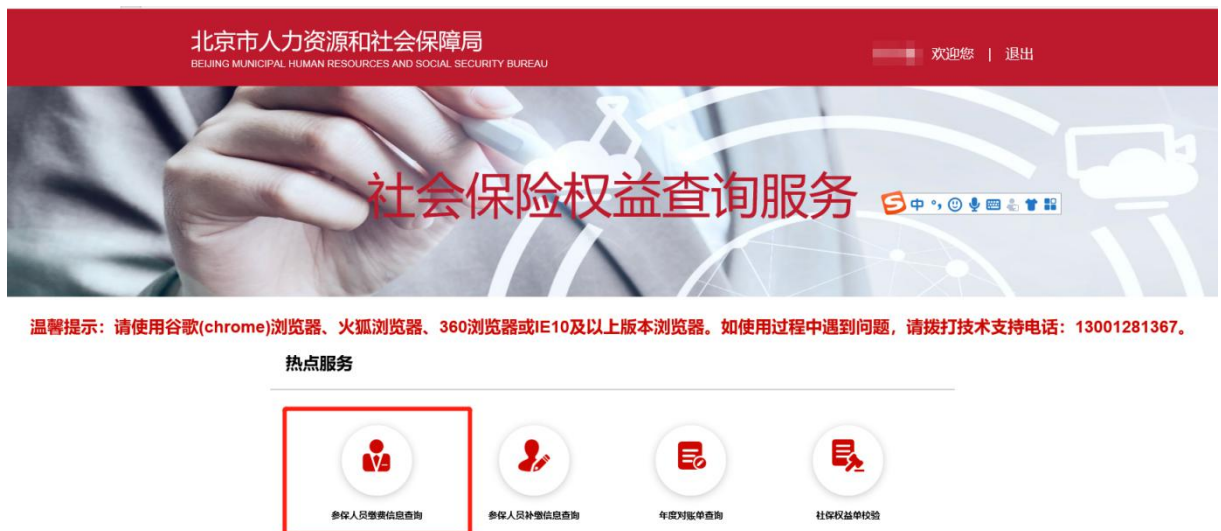 北京市人力资源和社会保障局
BEIJING MUNICIPAL HUMAN RESOURCES AND SOCIAL SECURITY BUREAU
欢迎您 | 退出
社会保险权益查询服务
中
温馨提示：请使用谷歌(chrome)浏览器、火狐浏览器、360浏览器或IE10及以上版本浏览器。如使用过程中遇到问题，请拨打技术支持电话：13001281367。
热点服务
参保人员缴费信息查询 参保人员补缴信息查询 年度对账单查询 社保权益单校验